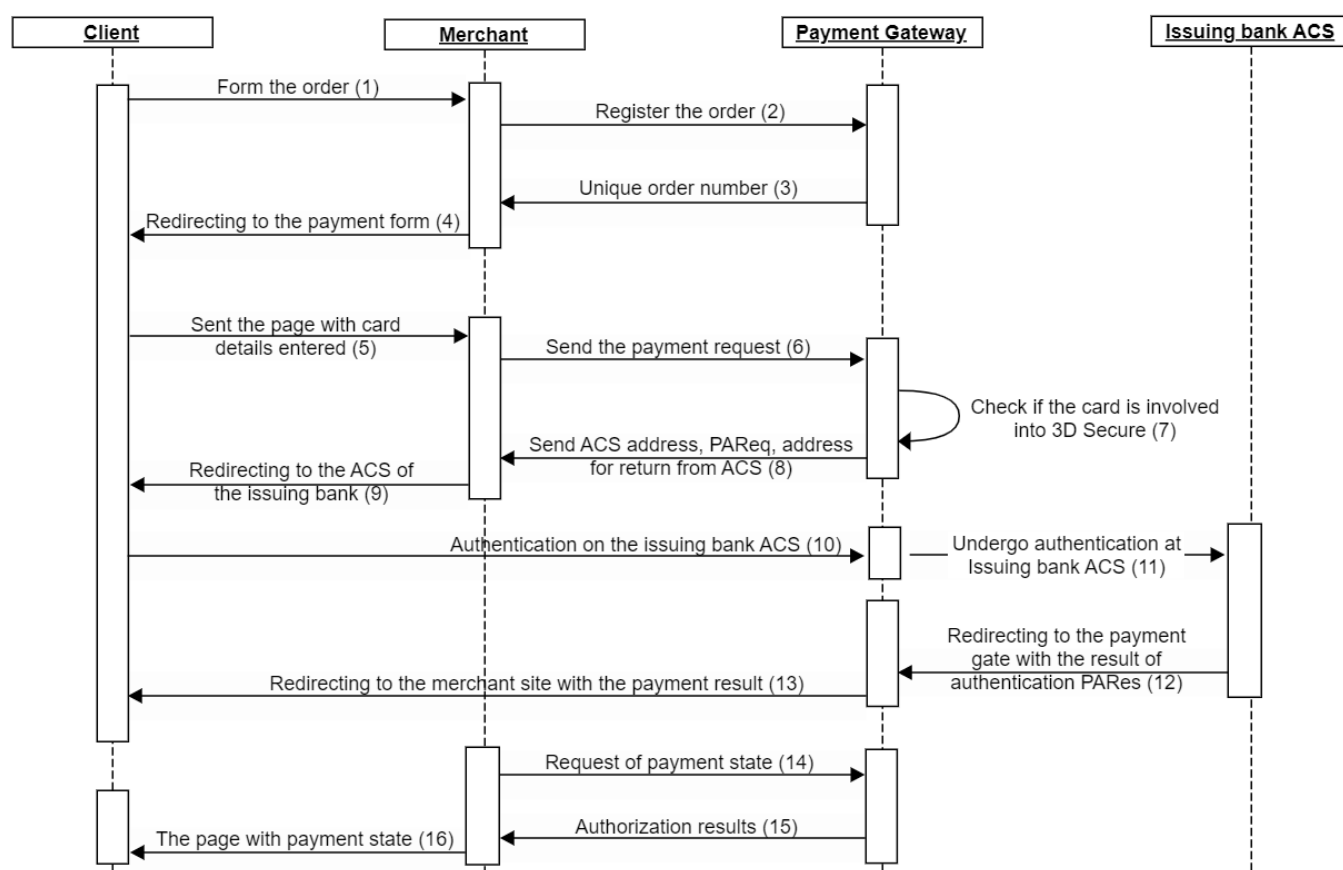 Client
Merchant
Payment Gateway
Issuing bank ACS
Form the order (1)
Register the order (2)
Unique order number (3)
Redirecting to the payment form (4)
Sent the page with card
details entered (5)
Send the payment request (6)
Check if the card is involved
into 3D Secure (7)
Send ACS address, PAReq, address
for return from ACS (8)
Redirecting to the ACS of
the issuing bank (9)
Authentication on the issuing bank ACS (10)
Undergo authentication at
Issuing bank ACS (11)
Redirecting to the payment
gate with the result of
authentication PARes (12)
Redirecting to the merchant site with the payment result (13)
Request of payment state (14)
Authorization results (15)
The page with payment state (16)